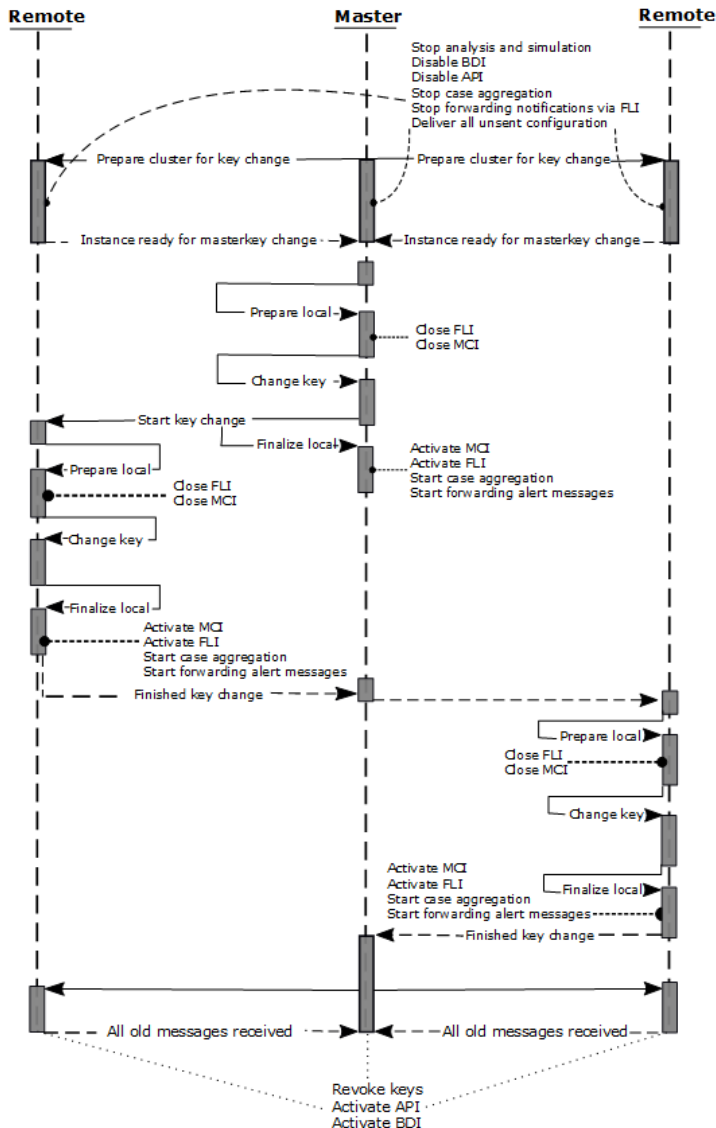 Remote
Master
Remote
Stop analysis and simulation
Disable BDI
Disable API
Stop case aggregation
Stop forwarding notifications via FLI
Deliver all unsent configuration
Prepare cluster for key change
Prepare cluster for key change
Instance ready for masterkey change
Instance ready for masterkey change
Prepare local
Close FLI
Close MCI
Change key
Start key change
Finalize local
Activate MCI
Activate FLI
Start case aggregation
Start forwarding alert messages
Prepare local
Close FLI
Close MCI
Change key
Finalize local
Activate MCI
Activate FLI
Start case aggregation
Start forwarding alert messages
Finished key change
Prepare local
Close FLI
Close MCI
Change key
Activate MCI
Activate FLI
Start case aggregation
Start forwarding alert messages
Finalize local
Finished key change
All old messages received
All old messages received
Revoke keys
Activate API
Activate BDI